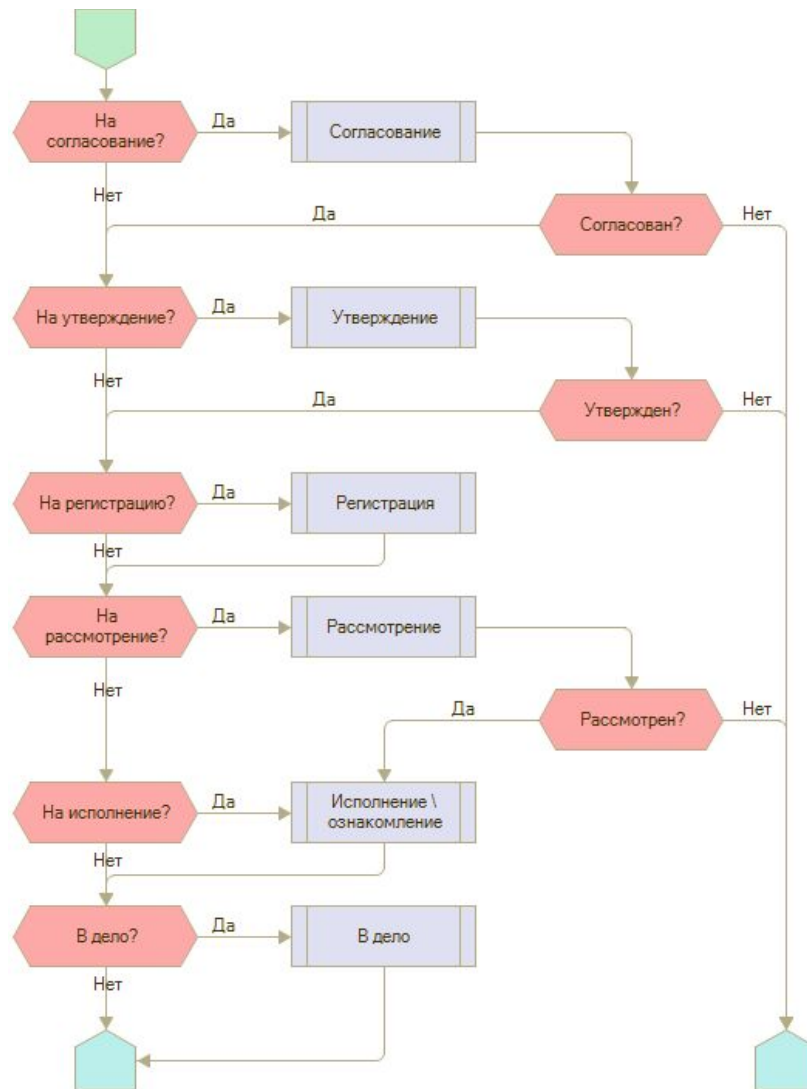 На
согласование?
Да
Согласование
Нет
Да
Согласован?
Нет
На утверждение?
Да
Утверждение
Нет
Да
Утвержден?
Нет
На регистрацию?
Да
Регистрация
Нет
На
рассмотрение?
Да
Рассмотрение
Нет
Да
Рассмотрен?
Нет
На исполнение?
Да
Исполнение \
ознакомление
Нет
В дело?
Да
В дело
Нет